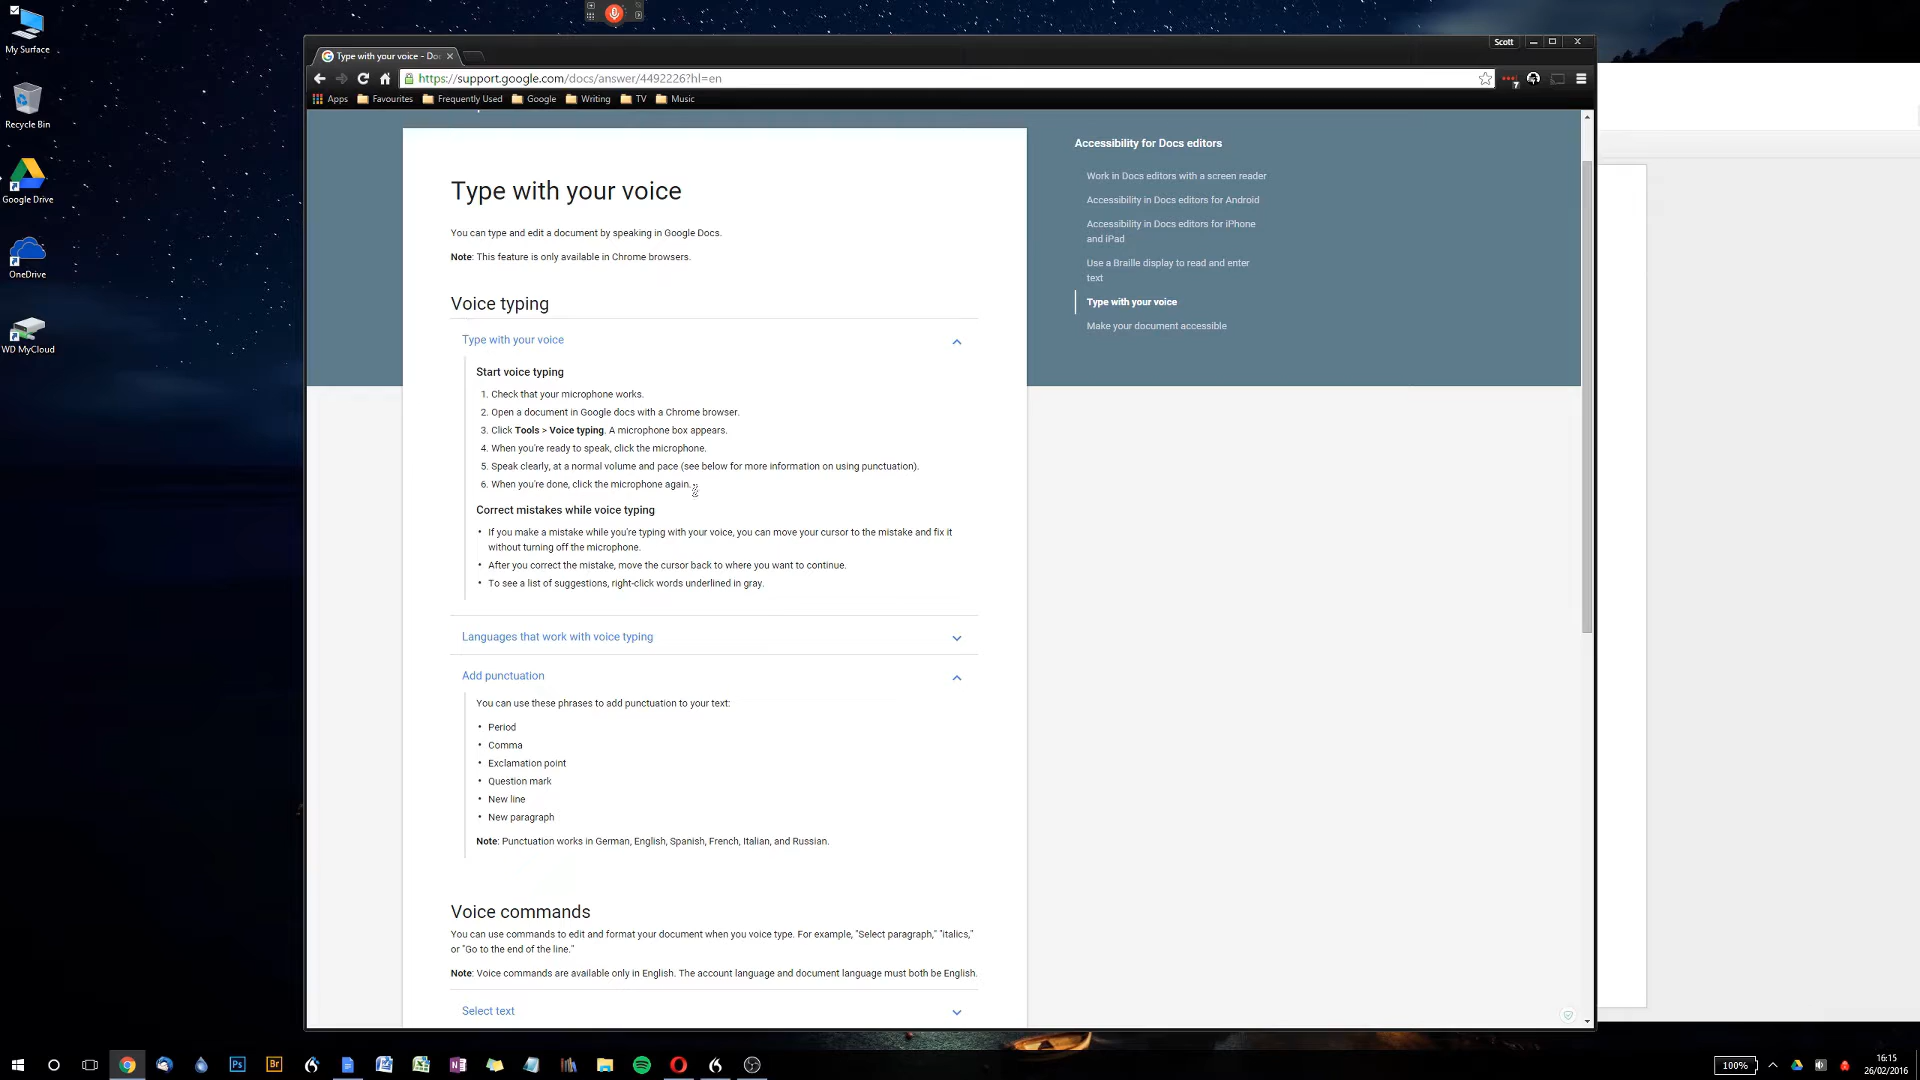 My Surface
Recycle Bin
Google Drive
OneDrive
WD MyCloud
Scott
Type with your voice - Doc
https://support.google.com/docs/answer/4492226?hl=en
7
Apps Favourites Frequently Used Google Writing TV Music
Type with your voice
You can type and edit a document by speaking in Google Docs.
Note: This feature is only available in Chrome browsers.
Voice typing
Type with your voice
Start voice typing
1. Check that your microphone works.
2. Open a document in Google docs with a Chrome browser.
3. Click Tools > Voice typing. A microphone box appears.
4. When you're ready to speak, click the microphone.
5. Speak clearly, at a normal volume and pace (see below for more information on using punctuation).
6. When you're done, click the microphone again.
Correct mistakes while voice typing
• If you make a mistake while you're typing with your voice, you can move your cursor to the mistake and fix it
without turning off the microphone.
• After you correct the mistake, move the cursor back to where you want to continue.
• To see a list of suggestions, right-click words underlined in gray.
Languages that work with voice typing
Add punctuation
You can use these phrases to add punctuation to your text:
• Period
• Comma
• Exclamation point
• Question mark
• New line
• New paragraph
Note: Punctuation works in German, English, Spanish, French, Italian, and Russian.
Voice commands
You can use commands to edit and format your document when you voice type. For example, "Select paragraph," "italics,"
or "Go to the end of the line."
Note: Voice commands are available only in English. The account language and document language must both be English.
Select text
Accessibility for Docs editors
Work in Docs editors with a screen reader
Accessibility in Docs editors for Android
Accessibility in Docs editors for iPhone
and iPad
Use a Braille display to read and enter
text
Type with your voice
Make your document accessible
Ps
Br
100%
16:15
26/02/2016